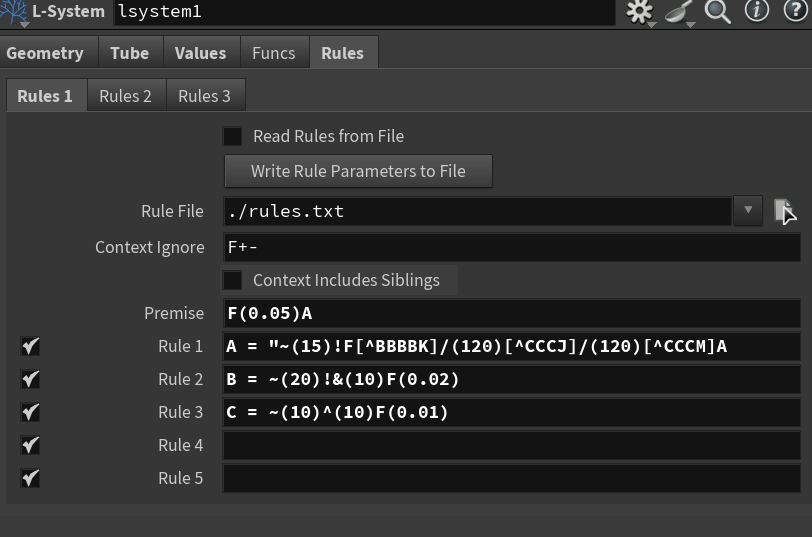 L-System lsystem1
Geometry Tube Values Funcs Rules
Rules 1 Rules 2 Rules 3
Read Rules from File
Write Rule Parameters to File
Rule File ./rules.txt
Context Ignore F+-
Context Includes Siblings
Premise F(0.05)A
Rule 1 A = "~(15)!F[^BBBBK]/(120)[^CCCJ]/(120)[^CCCM]A
Rule 2 B = ~(20)!&(10)F(0.02)
Rule 3 C = ~(10)^(10)F(0.01)
Rule 4
Rule 5